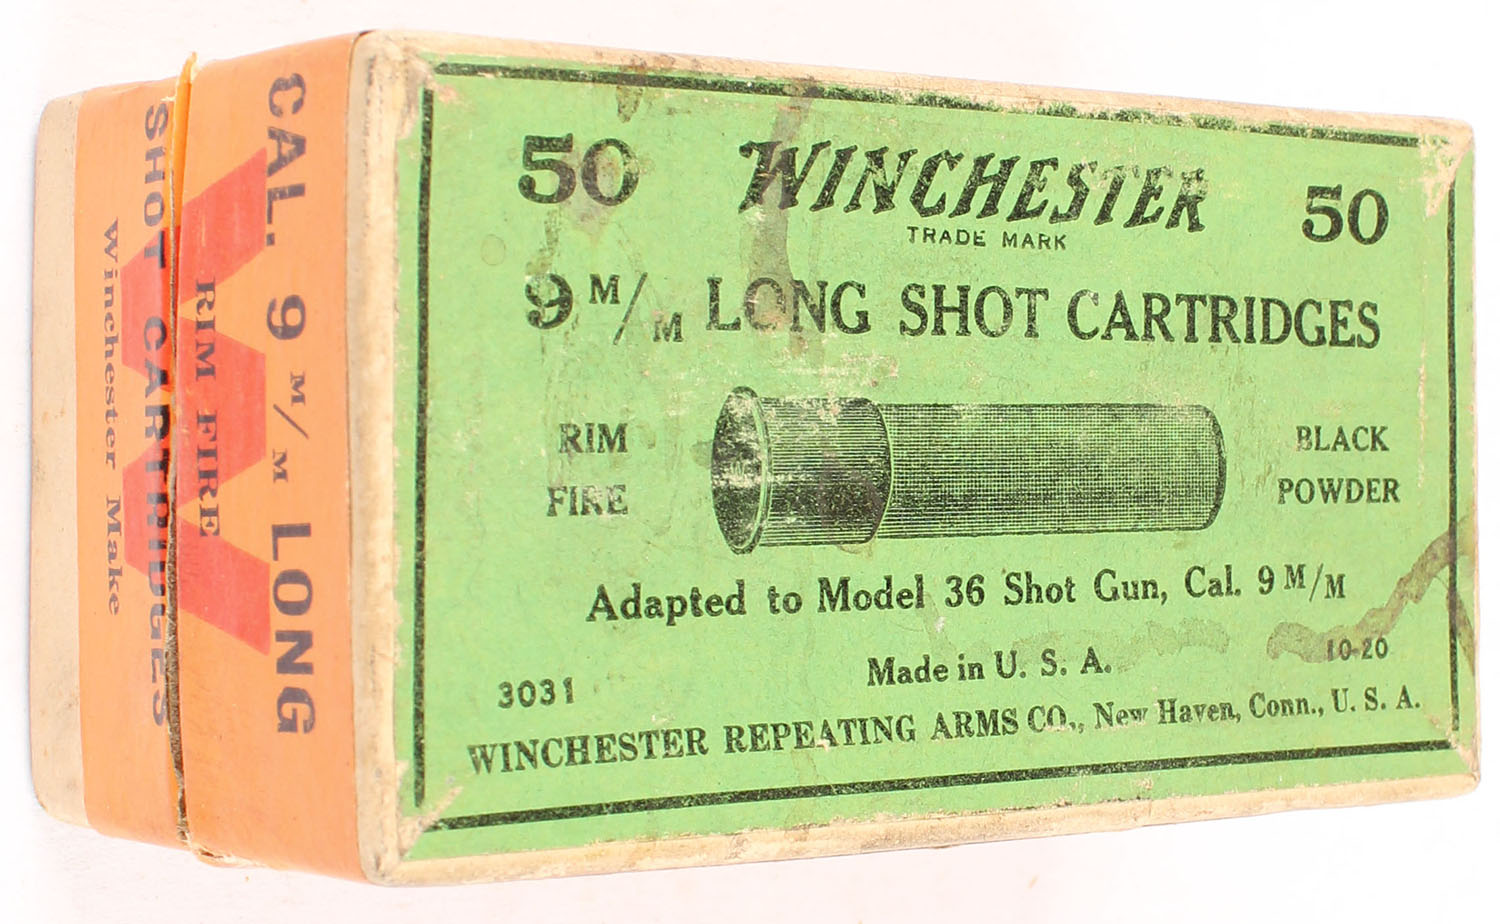 50 WINCHESTER 50
TRADE MARK
9 M/M LONG SHOT CARTRIDGES
RIM FIRE
BLACK POWDER
Adapted to Model 36 Shot Gun, Cal. 9 M/M
Made in U. S. A.
3031
10-20
WINCHESTER REPEATING ARMS CO., New Haven, Conn., U. S. A.
CAL. 9 M/M LONG
RIM FIRE
SHOT CARTRIDGES
Winchester Make
W